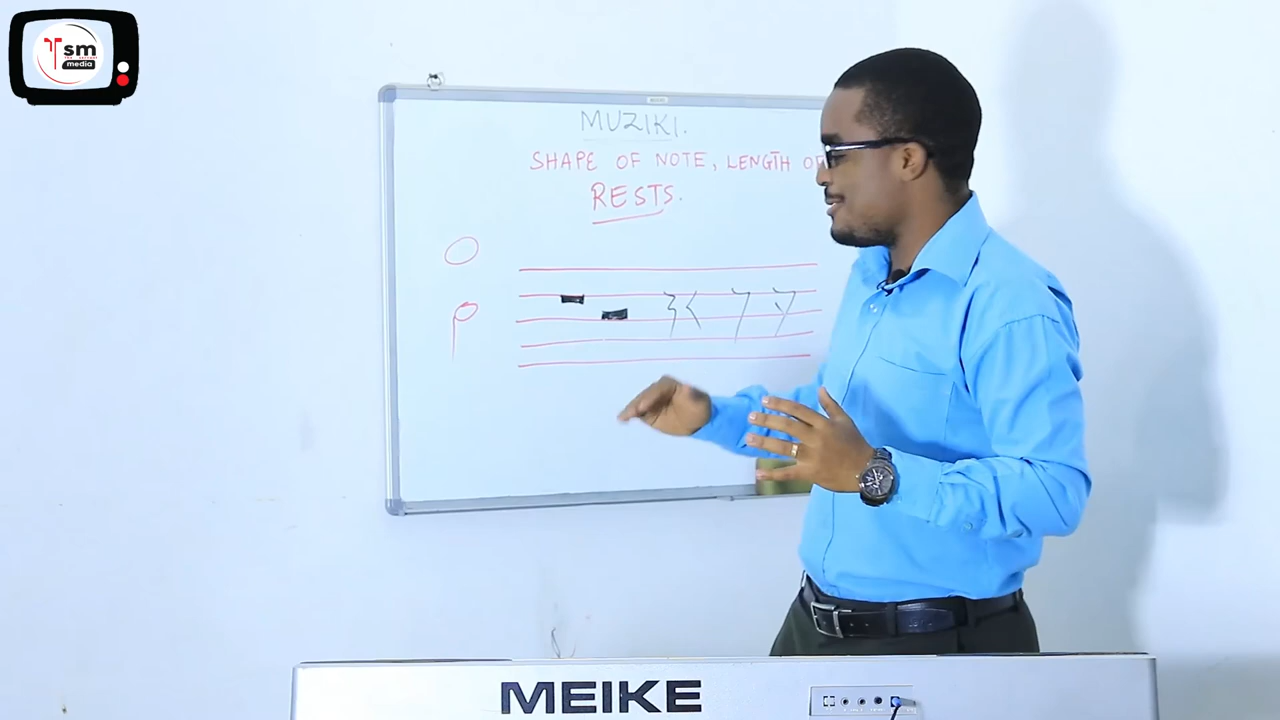 sm
media
MUZIKI.
SHAPE OF NOTE, LENGTH OF
RESTS.
MEIKE